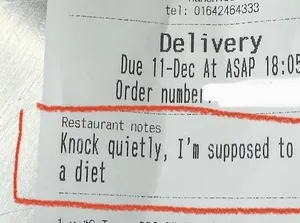 tel: 01642464333
Delivery
Due 11-Dec At ASAP 18:05
Order number.
Restaurant notes
Knock quietly, I'm supposed to
a diet